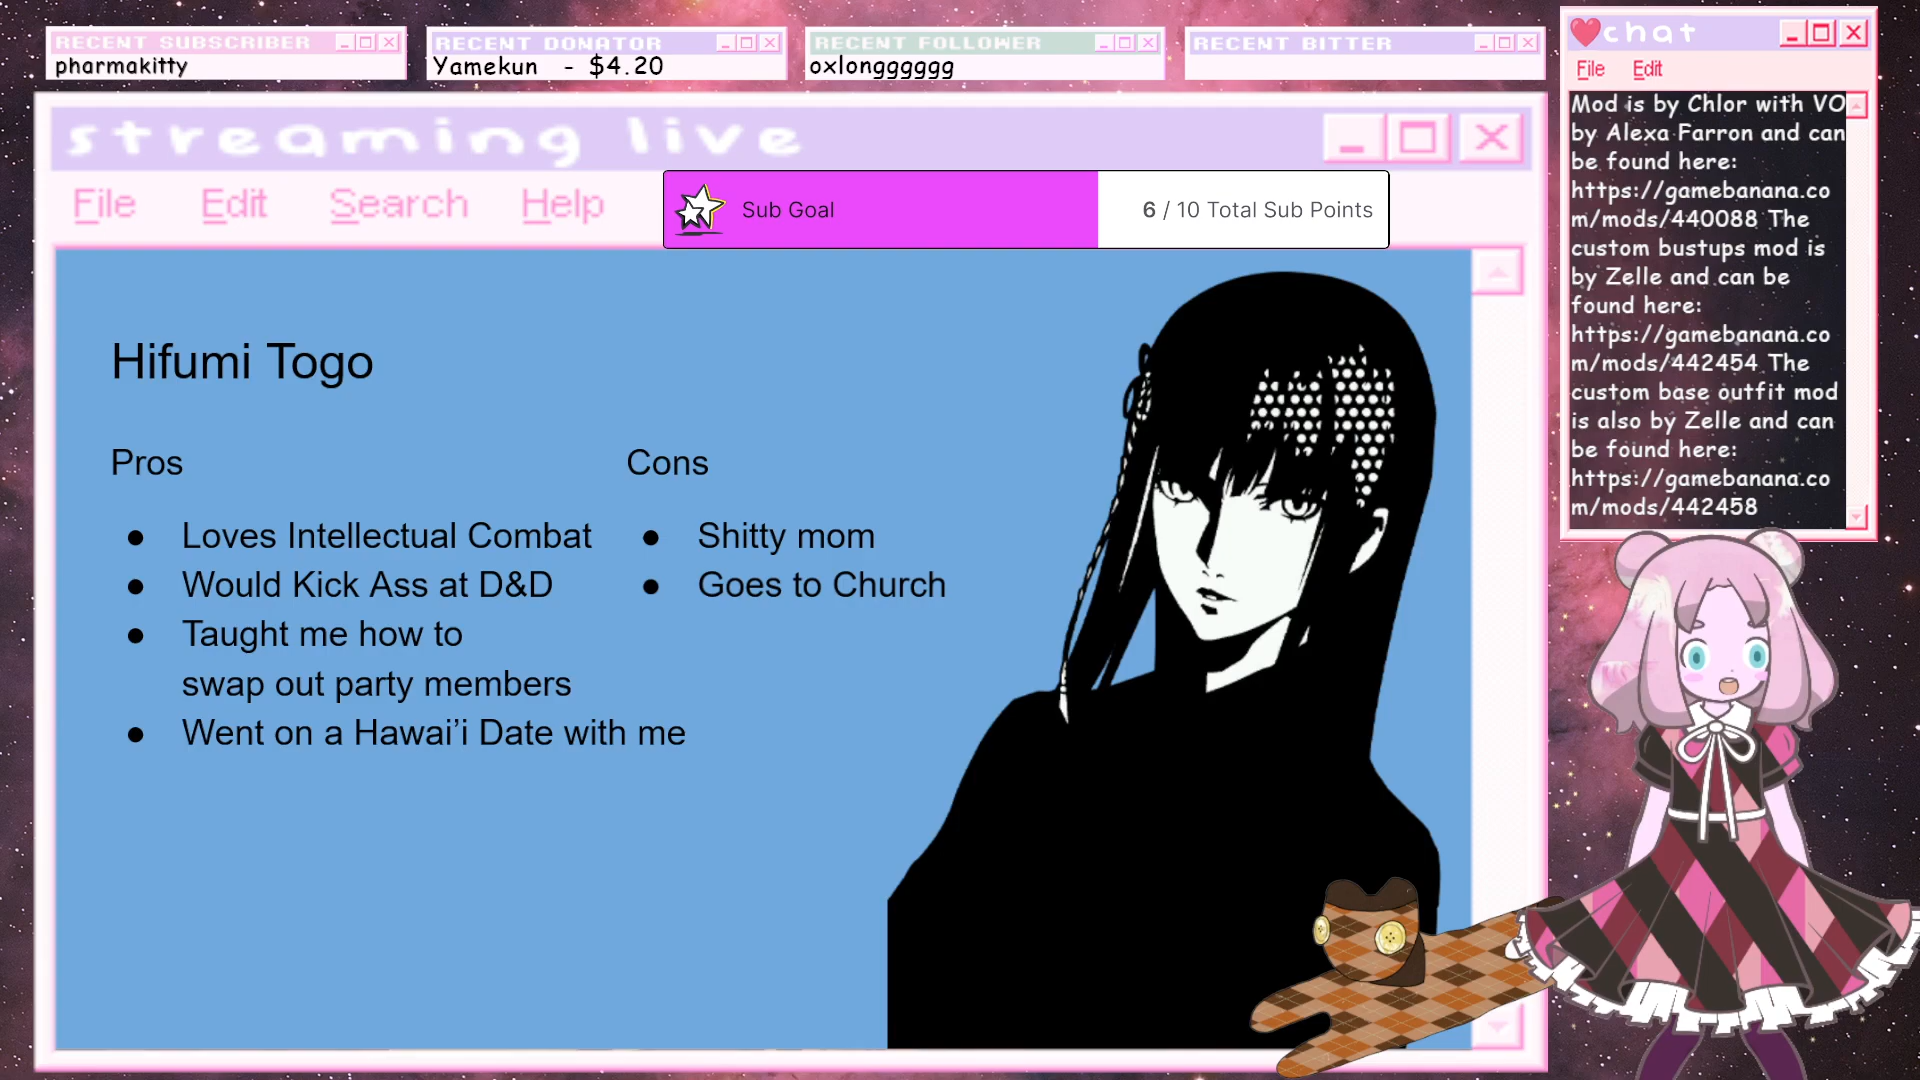 RECENT SUBSCRIBER
pharmakitty
RECENT DONATOR
Yamekun - $4.20
RECENT FOLLOWER
oxlongggggg
RECENT BITTER
streaming live
File Edit Search Help
Sub Goal
6 / 10 Total Sub Points
Hifumi Togo
Pros
● Loves Intellectual Combat
● Would Kick Ass at D&D
● Taught me how to
swap out party members
● Went on a Hawai’i Date with me
Cons
● Shitty mom
● Goes to Church
chat
File Edit
Mod is by Chlor with VO
by Alexa Farron and can
be found here:
https://gamebanana.co
m/mods/440088 The
custom bustups mod is
by Zelle and can be
found here:
https://gamebanana.co
m/mods/442454 The
custom base outfit mod
is also by Zelle and can
be found here:
https://gamebanana.co
m/mods/442458